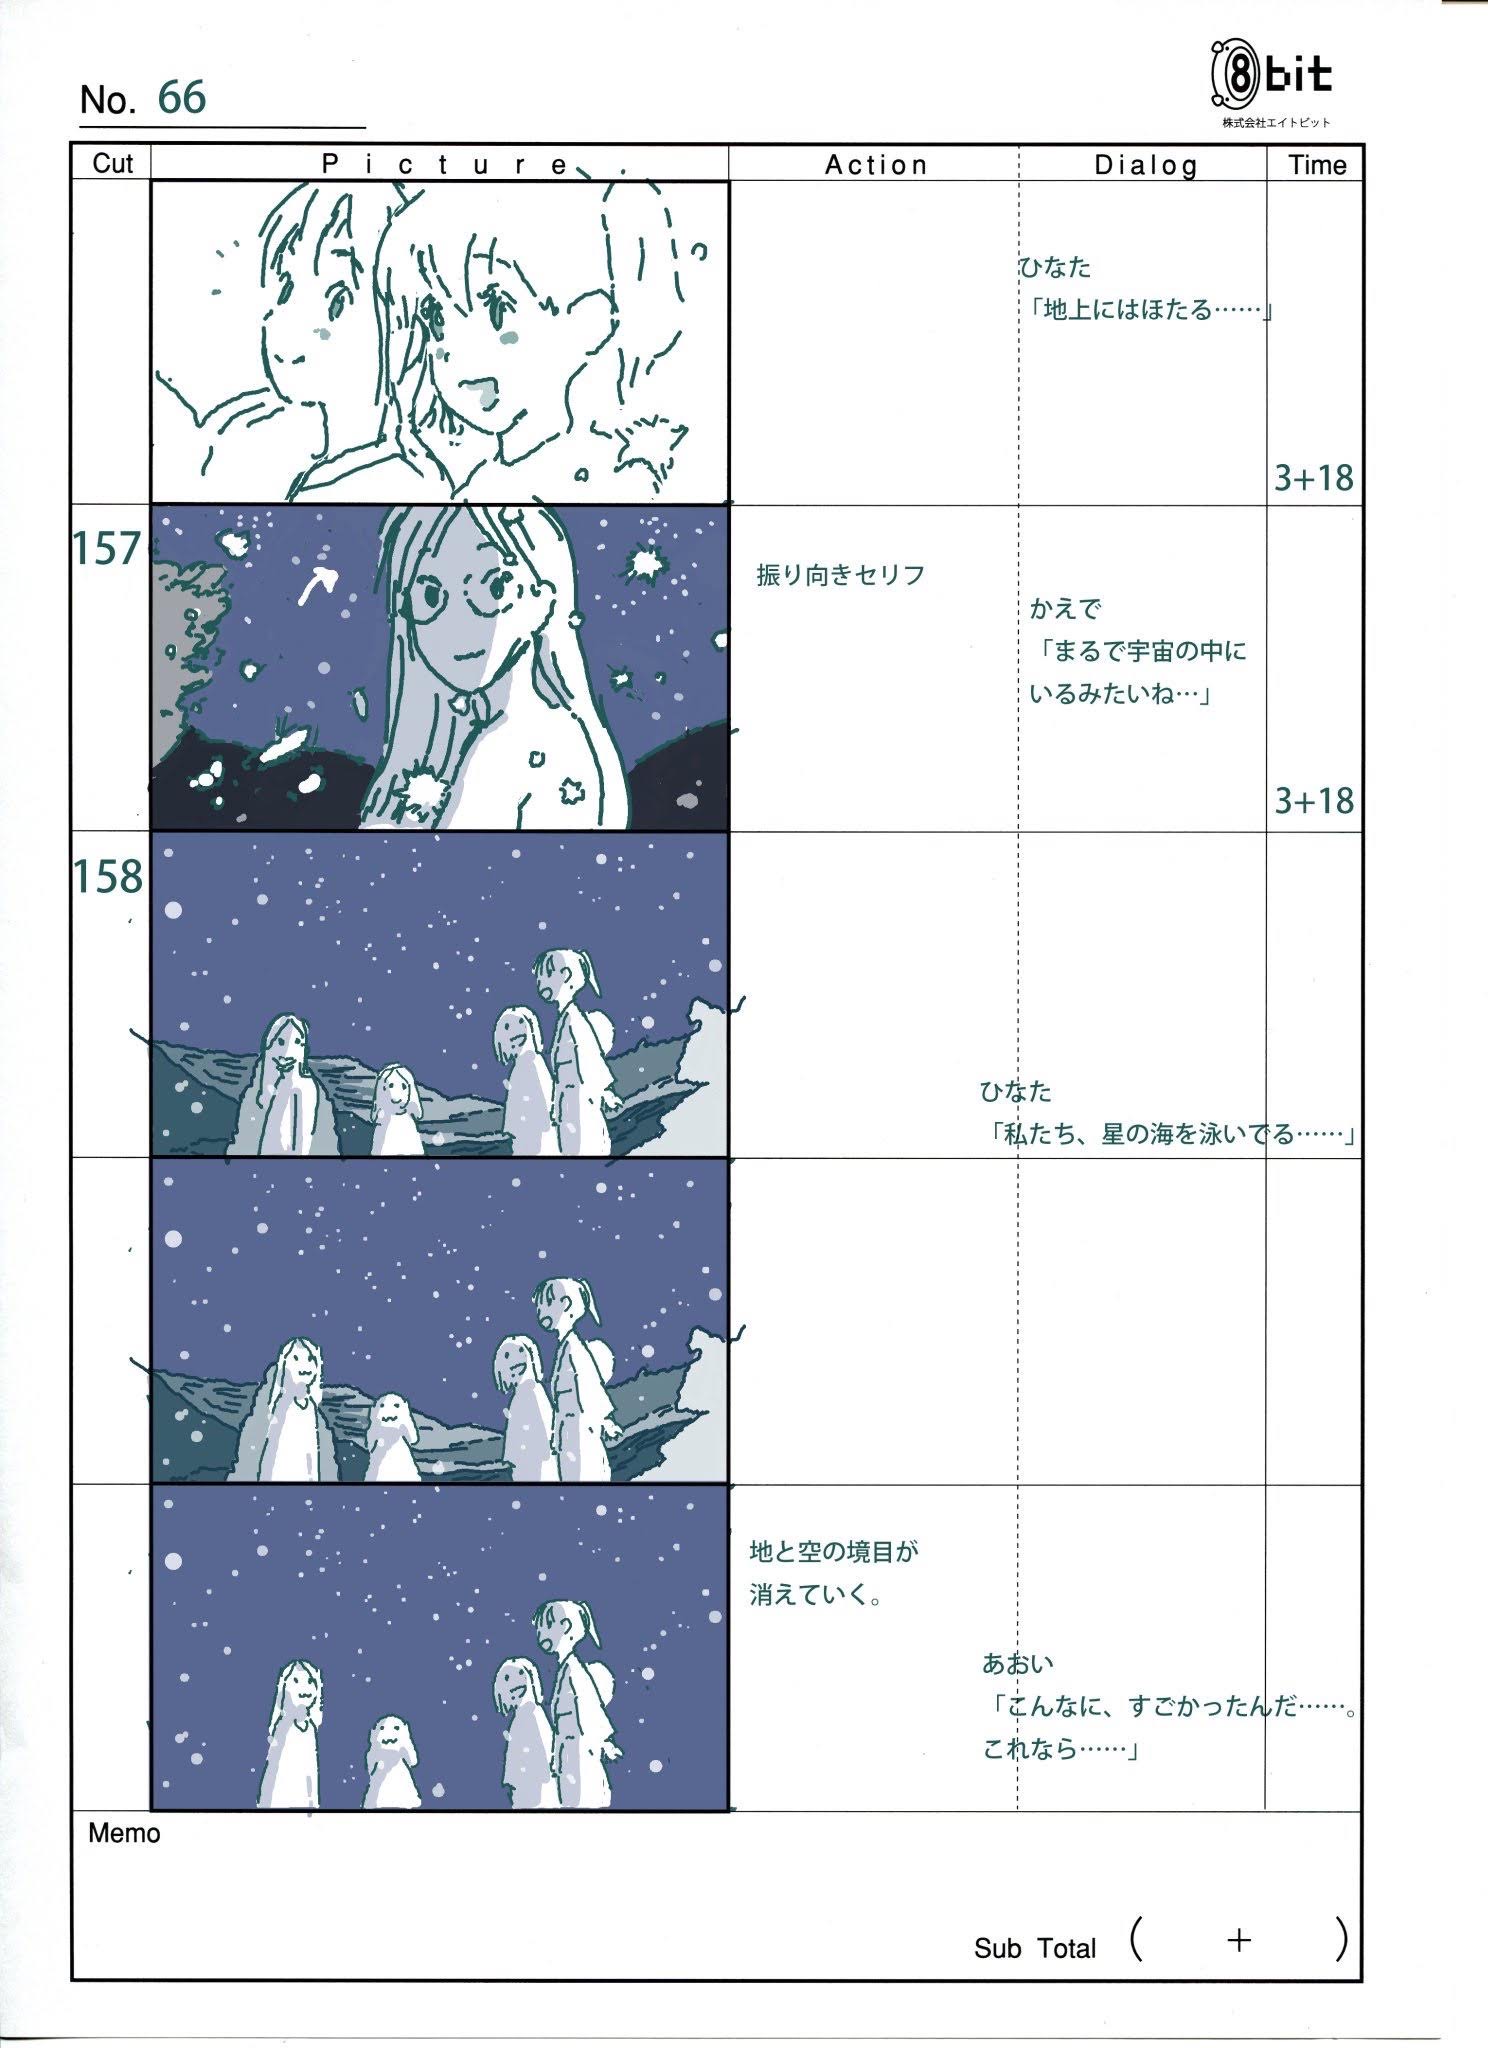 No. 66
8bit
株式会社エイトビット
Cut Picture Action Dialog Time
ひなた
「地上にはほたる……」
3+18
157
振り向きセリフ
かえで
「まるで宇宙の中に
いるみたいね…」
3+18
158
ひなた
「私たち、星の海を泳いでる……」
地と空の境目が
消えていく。
あおい
「こんなに、すごかったんだ……。
これなら……」
Memo
Sub Total ( + )